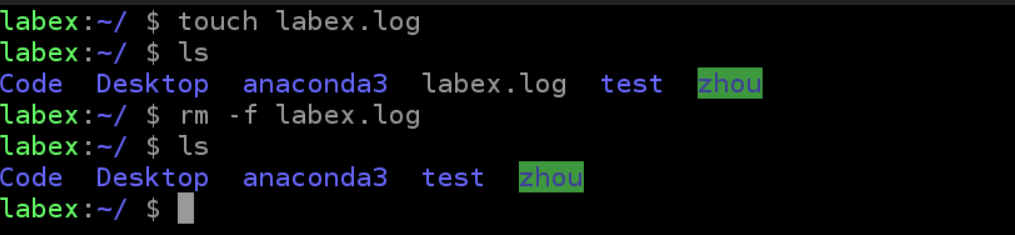 labex:~/ $ touch labex.log
labex:~/ $ ls
Code  Desktop  anaconda3  labex.log  test  zhou
labex:~/ $ rm -f labex.log
labex:~/ $ ls
Code  Desktop  anaconda3  test  zhou
labex:~/ $